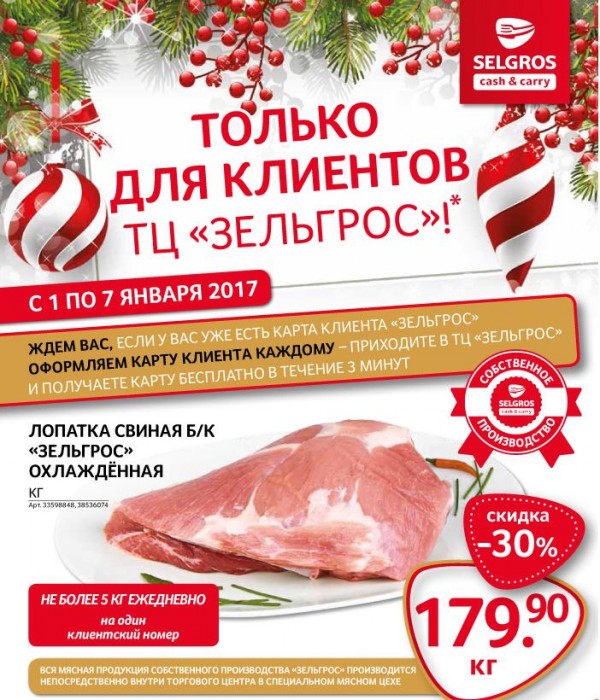 SELGROS
cash & carry
ТОЛЬКО
ДЛЯ КЛИЕНТОВ
ТЦ «ЗЕЛЬГРОС»!*
С 1 ПО 7 ЯНВАРЯ 2017
ЖДЕМ ВАС, ЕСЛИ У ВАС УЖЕ ЕСТЬ КАРТА КЛИЕНТА «ЗЕЛЬГРОС»
ОФОРМЛЯЕМ КАРТУ КЛИЕНТА КАЖДОМУ – ПРИХОДИТЕ В ТЦ «ЗЕЛЬГРОС»
И ПОЛУЧАЕТЕ КАРТУ БЕСПЛАТНО В ТЕЧЕНИЕ 3 МИНУТ
СОБСТВЕННОЕ
SELGROS
cash & carry
ПРОИЗВОДСТВО
ЛОПАТКА СВИНАЯ Б/К
«ЗЕЛЬГРОС»
ОХЛАЖДЁННАЯ
КГ
Арт. 33598848, 38536074
СКИДКА
–30%
НЕ БОЛЕЕ 5 КГ ЕЖЕДНЕВНО
на один
клиентский номер
179.90
КГ
ВСЯ МЯСНАЯ ПРОДУКЦИЯ СОБСТВЕННОГО ПРОИЗВОДСТВА «ЗЕЛЬГРОС» ПРОИЗВОДИТСЯ
НЕПОСРЕДСТВЕННО ВНУТРИ ТОРГОВОГО ЦЕНТРА В СПЕЦИАЛЬНОМ МЯСНОМ ЦЕХЕ